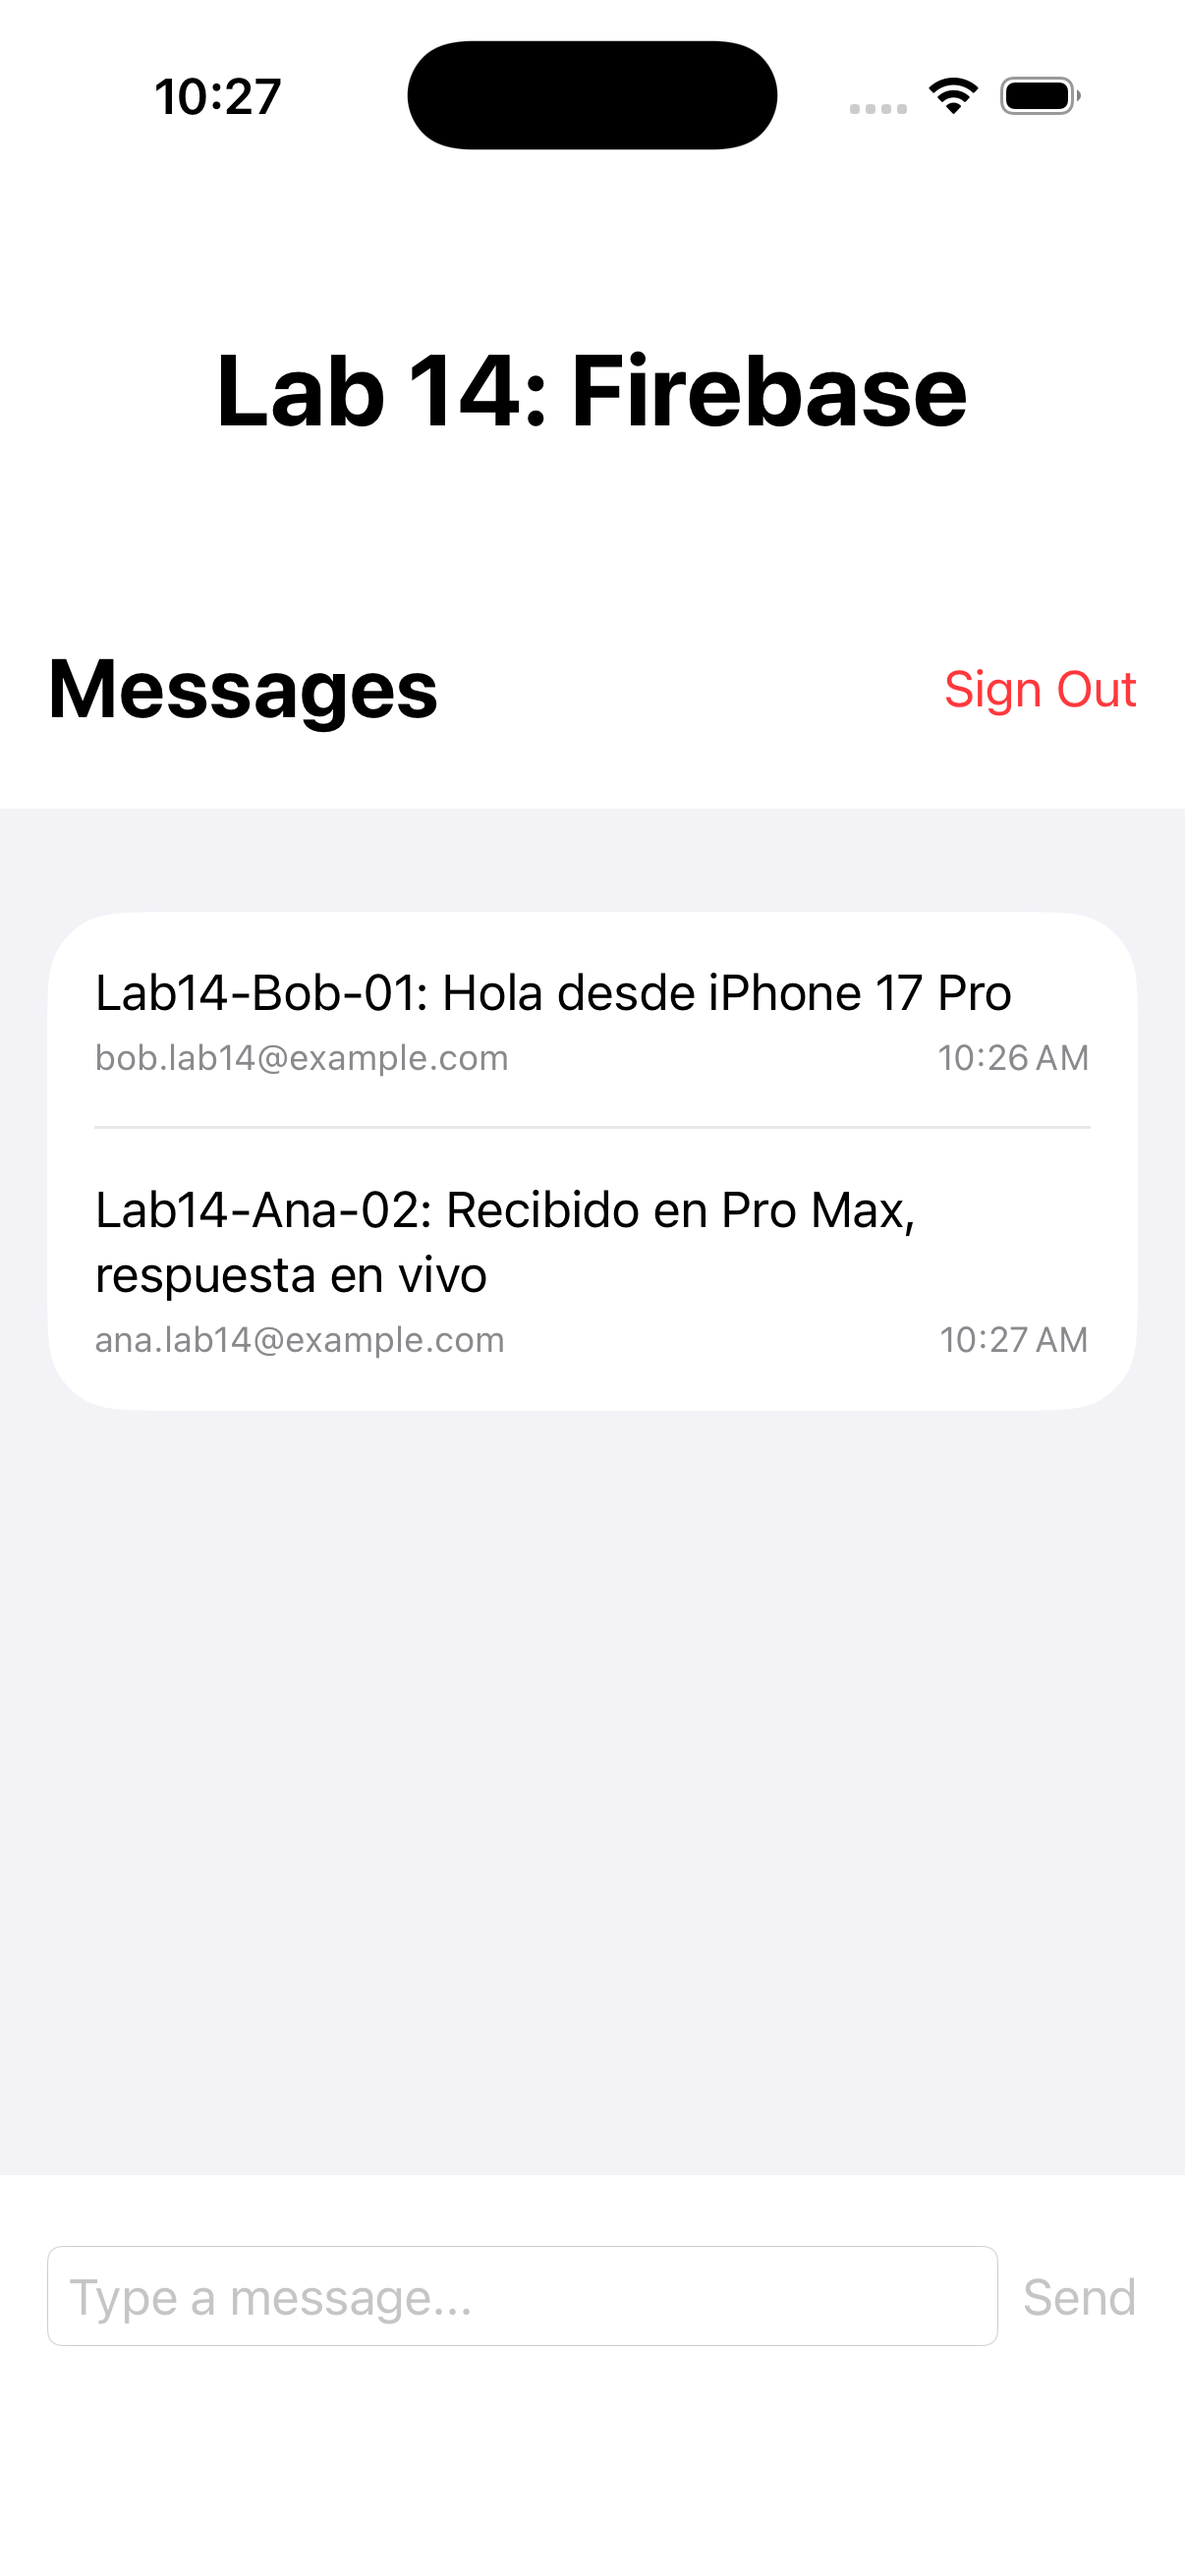 10:27
Lab 14: Firebase
Messages
Sign Out
Lab14-Bob-01: Hola desde iPhone 17 Pro
bob.lab14@example.com
10:26 AM
Lab14-Ana-02: Recibido en Pro Max,
respuesta en vivo
ana.lab14@example.com
10:27 AM
Type a message...
Send